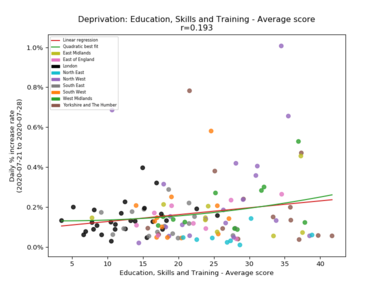 Deprivation: Education, Skills and Training - Average score
r=0.193
Daily % increase rate
(2020-07-21 to 2020-07-28)
1.0%
0.8%
0.6%
0.4%
0.2%
0.0%
Linear regression
Quadratic best fit
East Midlands
East of England
London
North East
North West
South East
South West
West Midlands
Yorkshire and The Humber
5
10
15
20
25
30
35
40
Education, Skills and Training - Average score